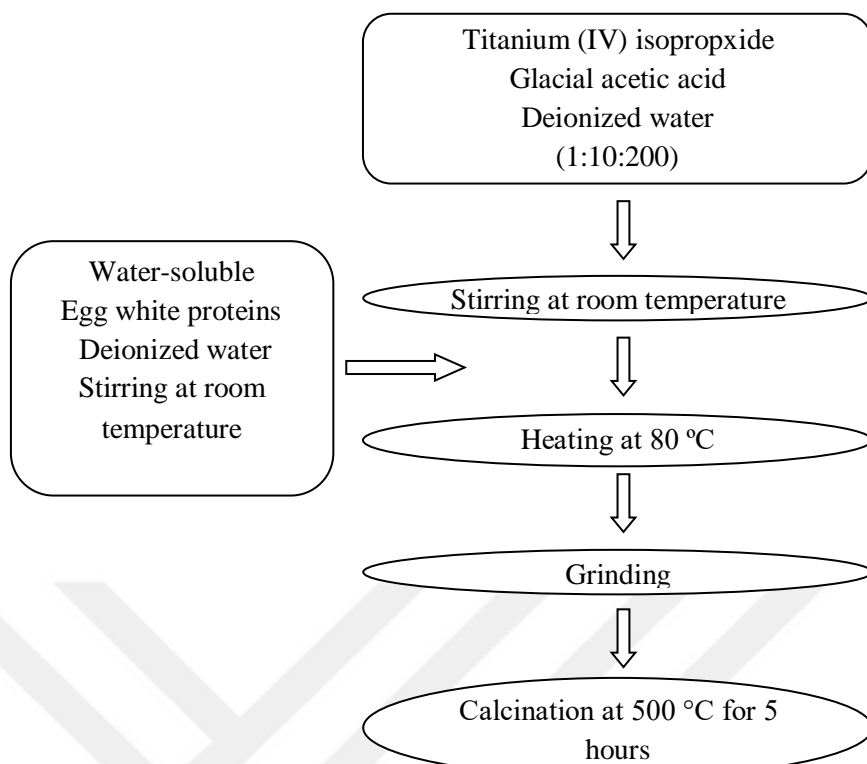 Titanium (IV) isopropxide
Glacial acetic acid
Deionized water
(1:10:200)
Stirring at room temperature
Water-soluble
Egg white proteins
Deionized water
Stirring at room
temperature
Heating at 80 ºC
Grinding
Calcination at 500 °C for 5
hours